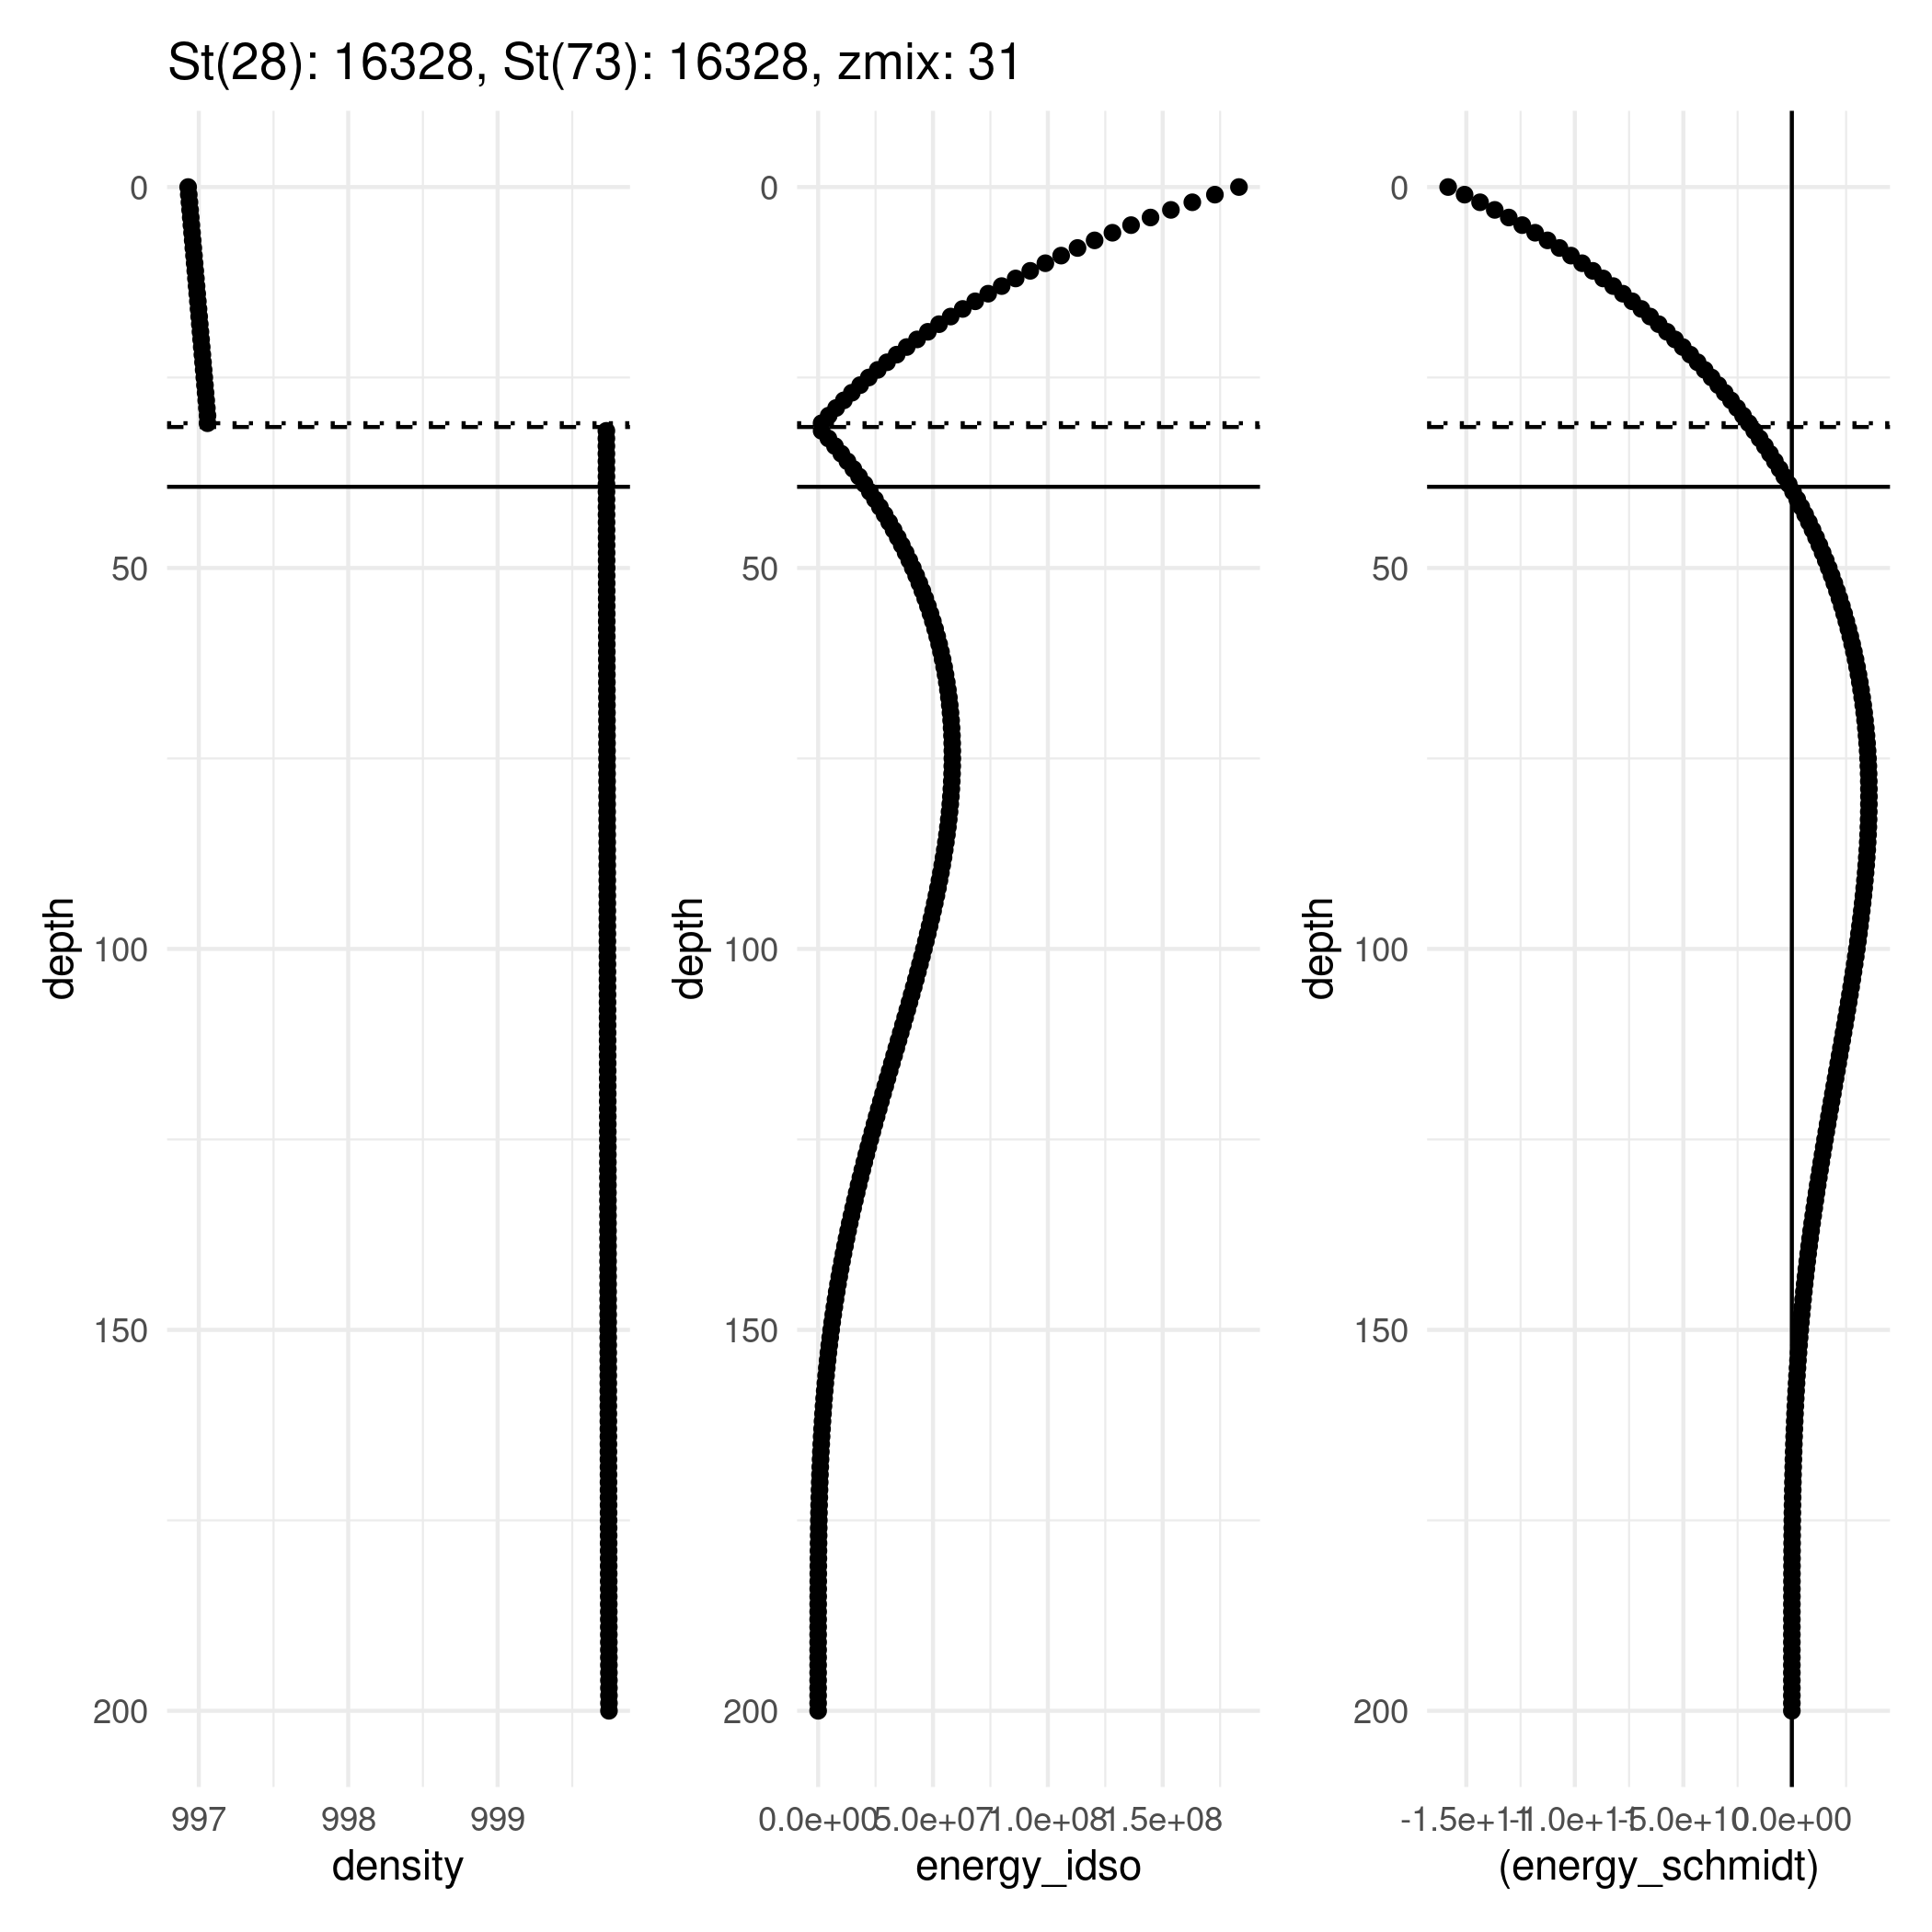 St(28): 16328, St(73): 16328, zmix: 31
0
50
100
150
200
depth
997 998 999
density
0
50
100
150
200
depth
0.0e+00 5.0e+07 1.0e+08 1.5e+08
energy_idso
0
50
100
150
200
depth
-1.5e+11 -1.0e+11 -5.0e+10 0.0e+00
(energy_schmidt)